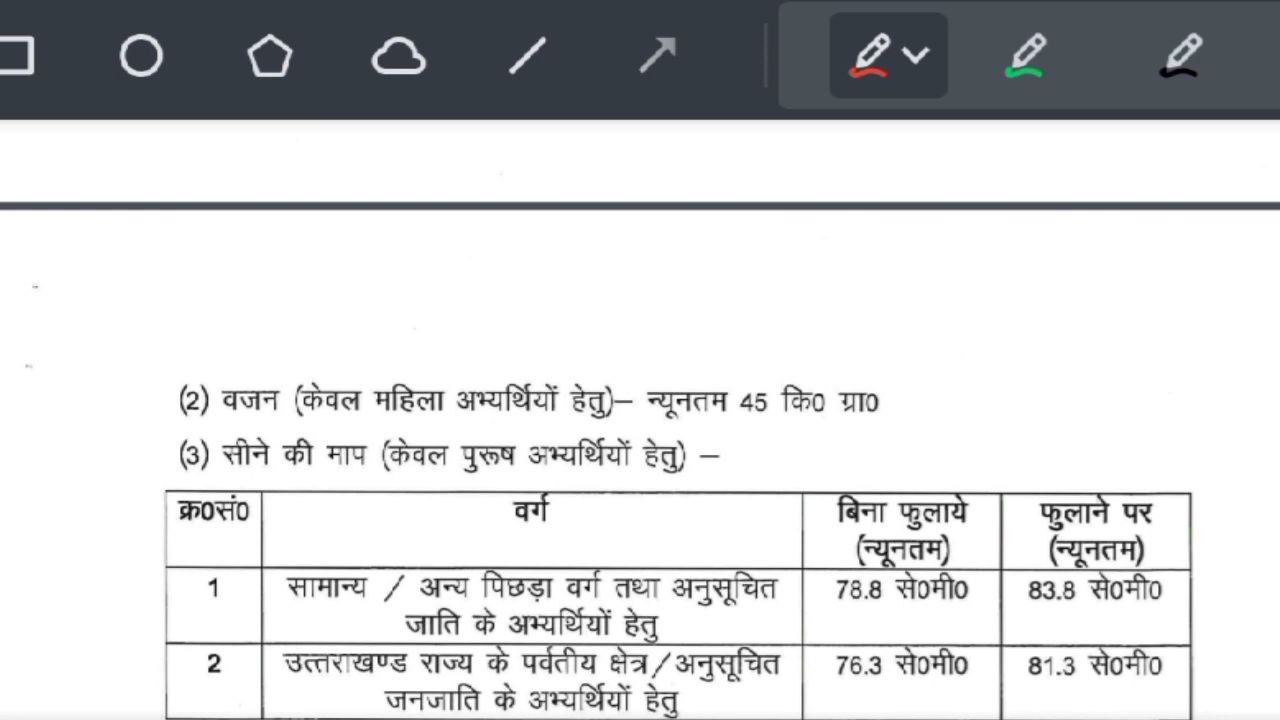 (2) वजन (केवल महिला अभ्यर्थियों हेतु)– न्यूनतम 45 कि0 ग्रा0
(3) सीने की माप (केवल पुरूष अभ्यर्थियों हेतु) –
क्र0सं0 वर्ग बिना फुलाये (न्यूनतम) फुलाने पर (न्यूनतम)
1 सामान्य / अन्य पिछड़ा वर्ग तथा अनुसूचित जाति के अभ्यर्थियों हेतु 78.8 से0मी0 83.8 से0मी0
2 उत्तराखण्ड राज्य के पर्वतीय क्षेत्र/अनुसूचित जनजाति के अभ्यर्थियों हेतु 76.3 से0मी0 81.3 से0मी0